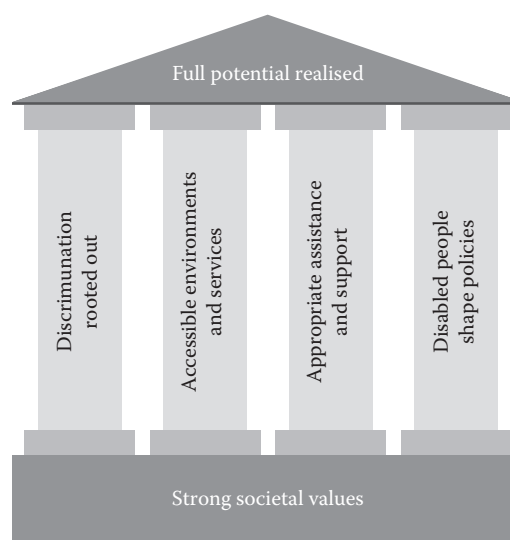 Full potential realised
Discrimunation
rooted out
Accessible environments
and services
Appropriate assistance
and support
Disabled people
shape policies
Strong societal values